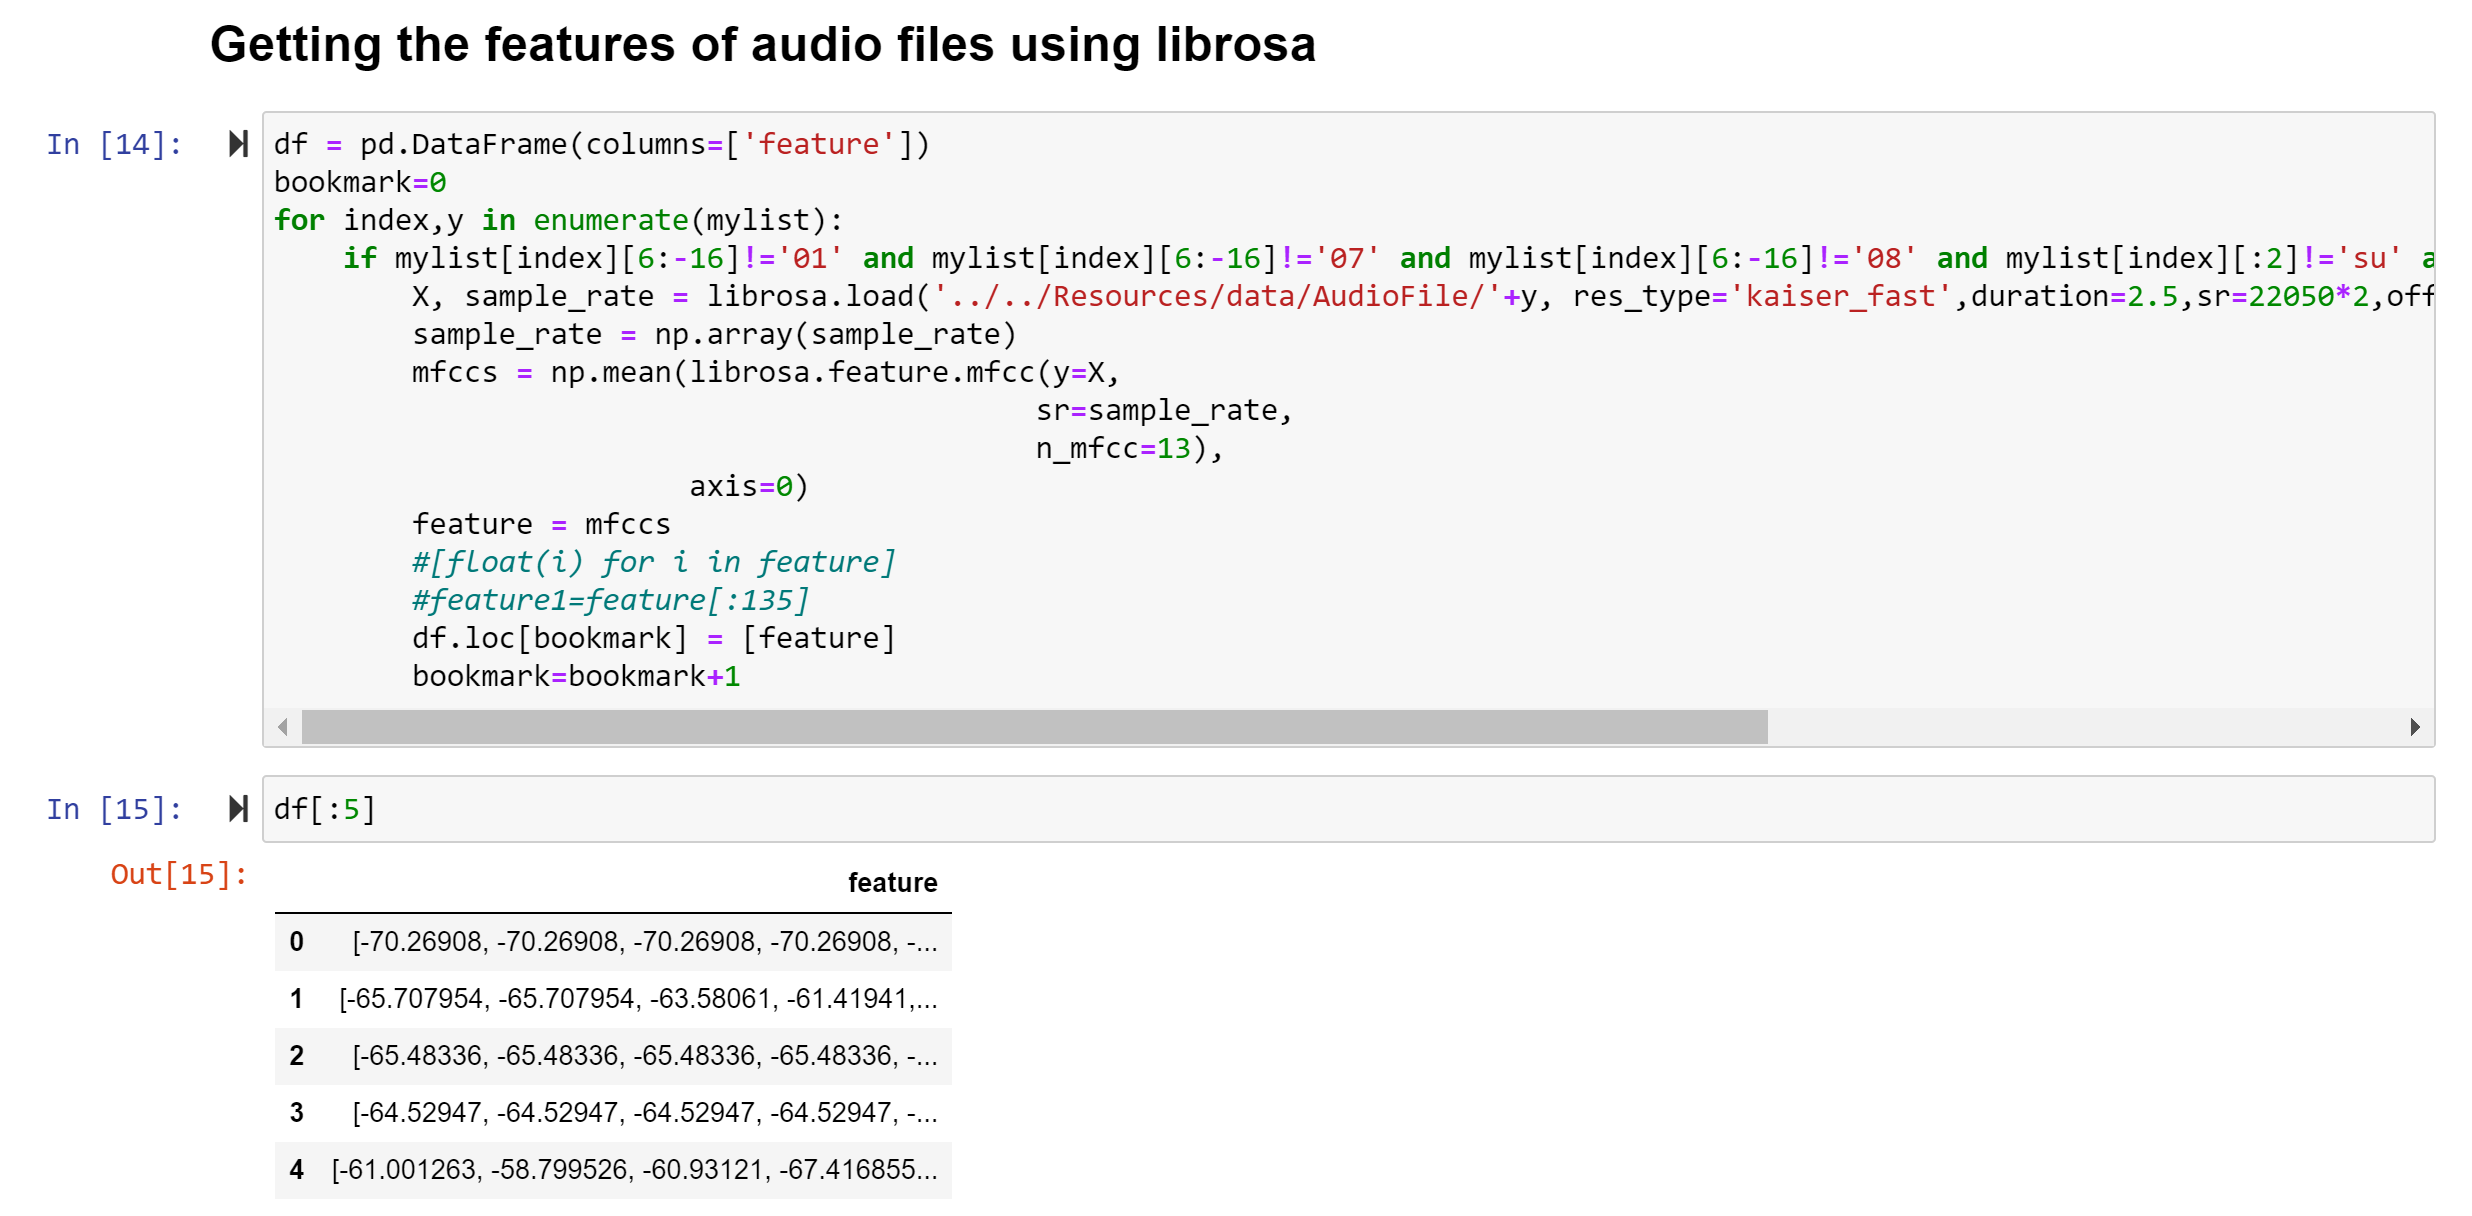 Getting the features of audio files using librosa
In [14]:
df = pd.DataFrame(columns=['feature'])
bookmark=0
for index,y in enumerate(mylist):
    if mylist[index][6:-16]!='01' and mylist[index][6:-16]!='07' and mylist[index][6:-16]!='08' and mylist[index][:2]!='su' a
        X, sample_rate = librosa.load('../../Resources/data/AudioFile/'+y, res_type='kaiser_fast',duration=2.5,sr=22050*2,off
        sample_rate = np.array(sample_rate)
        mfccs = np.mean(librosa.feature.mfcc(y=X,
                                            sr=sample_rate,
                                            n_mfcc=13),
                        axis=0)
        feature = mfccs
        #[float(i) for i in feature]
        #feature1=feature[:135]
        df.loc[bookmark] = [feature]
        bookmark=bookmark+1
In [15]:
df[:5]
Out[15]:
feature
0 [-70.26908, -70.26908, -70.26908, -70.26908, -...
1 [-65.707954, -65.707954, -63.58061, -61.41941,...
2 [-65.48336, -65.48336, -65.48336, -65.48336, -...
3 [-64.52947, -64.52947, -64.52947, -64.52947, -...
4 [-61.001263, -58.799526, -60.93121, -67.416855...